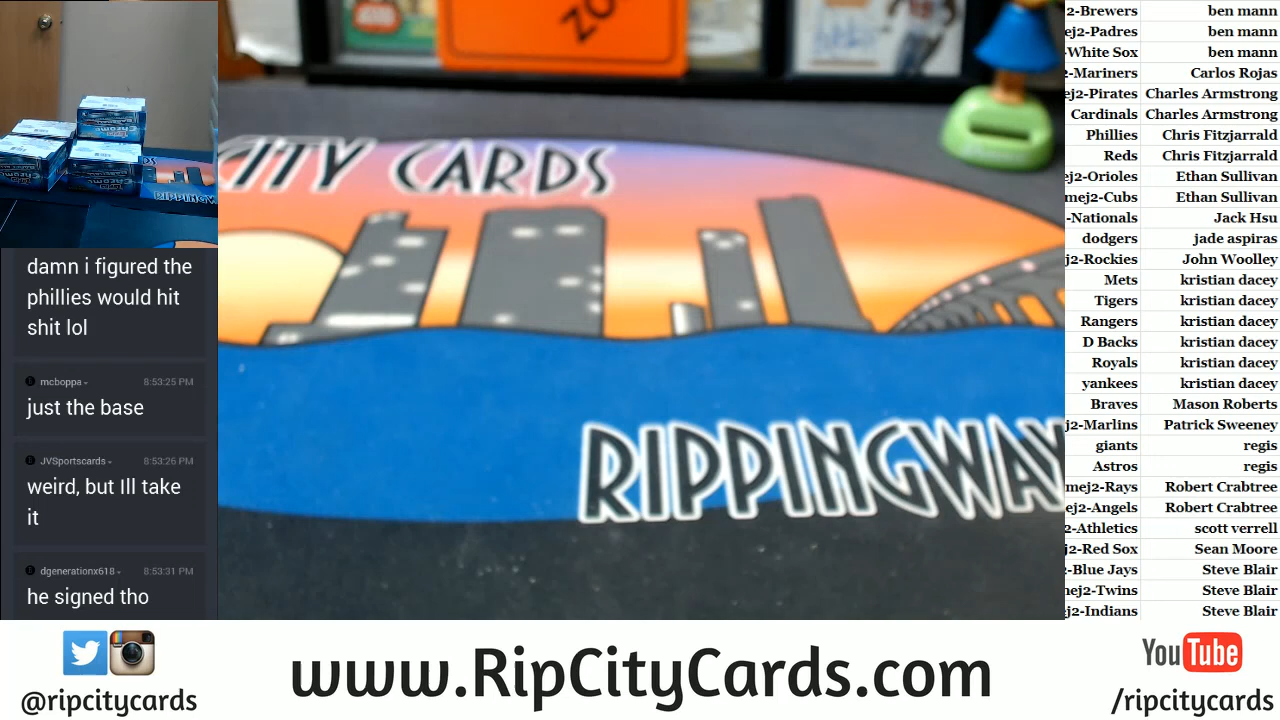 ZO
CITY CARDS
RIPPINGWAY
Chrome
RDS
RIPPINGW
damn i figured the
phillies would hit
shit lol
mcboppa 8:53:25 PM
just the base
JVSportscards 8:53:26 PM
weird, but Ill take
it
dgenerationx618 8:53:31 PM
he signed tho
2-Brewers ben mann
ej2-Padres ben mann
-White Sox ben mann
2-Mariners Carlos Rojas
ej2-Pirates Charles Armstrong
Cardinals Charles Armstrong
Phillies Chris Fitzjarrald
Reds Chris Fitzjarrald
ej2-Orioles Ethan Sullivan
mej2-Cubs Ethan Sullivan
-Nationals Jack Hsu
dodgers jade aspiras
j2-Rockies John Woolley
Mets kristian dacey
Tigers kristian dacey
Rangers kristian dacey
D Backs kristian dacey
Royals kristian dacey
yankees kristian dacey
Braves Mason Roberts
j2-Marlins Patrick Sweeney
giants regis
Astros regis
mej2-Rays Robert Crabtree
ej2-Angels Robert Crabtree
2-Athletics scott verrell
j2-Red Sox Sean Moore
2-Blue Jays Steve Blair
nej2-Twins Steve Blair
j2-Indians Steve Blair
@ripcitycards
www.RipCityCards.com
YouTube
/ripcitycards